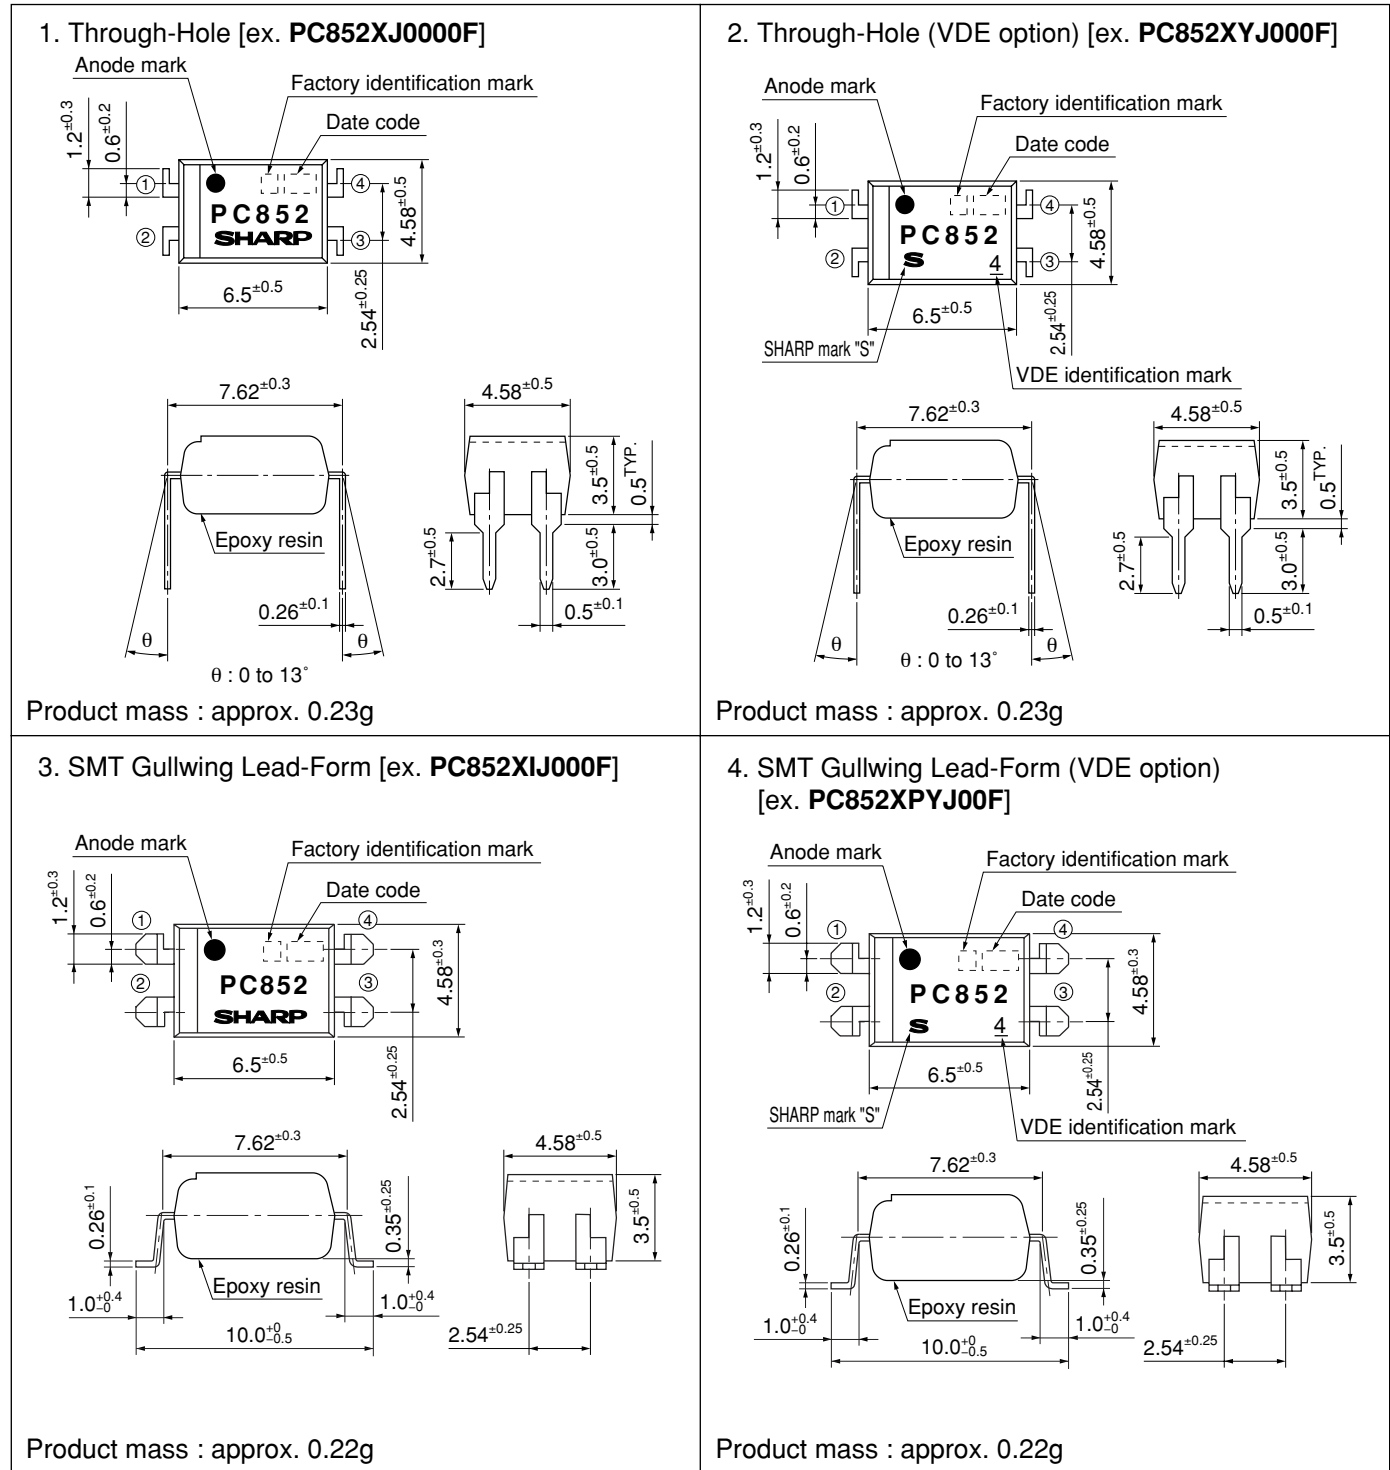 1. Through-Hole [ex. PC852XJ0000F]
Anode mark
Factory identification mark
Date code
1.2±0.3
0.6±0.2
①
④
PC852
②
SHARP
③
4.58±0.5
6.5±0.5
2.54±0.25
7.62±0.3
4.58±0.5
3.5±0.5
0.5TYP.
Epoxy resin
2.7±0.5
3.0±0.5
0.26±0.1
0.5±0.1
θ
θ
θ : 0 to 13˚
Product mass : approx. 0.23g
2. Through-Hole (VDE option) [ex. PC852XYJ000F]
Anode mark
Factory identification mark
Date code
1.2±0.3
0.6±0.2
①
④
PC852
②
S
4
③
4.58±0.5
6.5±0.5
2.54±0.25
SHARP mark "S"
VDE identification mark
7.62±0.3
4.58±0.5
3.5±0.5
0.5TYP.
Epoxy resin
2.7±0.5
3.0±0.5
0.26±0.1
0.5±0.1
θ
θ
θ : 0 to 13˚
Product mass : approx. 0.23g
3. SMT Gullwing Lead-Form [ex. PC852XIJ000F]
Anode mark
Factory identification mark
Date code
1.2±0.3
0.6±0.2
①
④
②
③
PC852
SHARP
4.58±0.3
6.5±0.5
2.54±0.25
7.62±0.3
4.58±0.5
0.26±0.1
0.35±0.25
3.5±0.5
Epoxy resin
1.0+0.4−0
1.0+0.4−0
10.0+0−0.5
2.54±0.25
Product mass : approx. 0.22g
4. SMT Gullwing Lead-Form (VDE option)
[ex. PC852XPYJ00F]
Anode mark
Factory identification mark
Date code
1.2±0.3
0.6±0.2
①
④
②
③
PC852
S
4
4.58±0.3
6.5±0.5
2.54±0.25
SHARP mark "S"
VDE identification mark
7.62±0.3
4.58±0.5
0.26±0.1
0.35±0.25
3.5±0.5
Epoxy resin
1.0+0.4−0
1.0+0.4−0
10.0+0−0.5
2.54±0.25
Product mass : approx. 0.22g